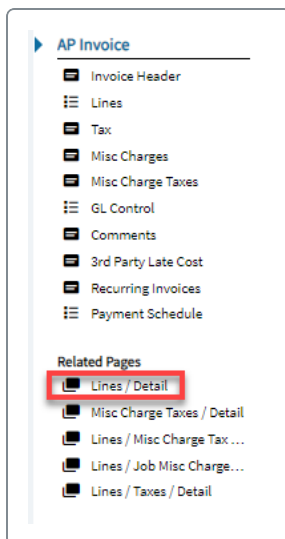 AP Invoice
Invoice Header
Lines
Tax
Misc Charges
Misc Charge Taxes
GL Control
Comments
3rd Party Late Cost
Recurring Invoices
Payment Schedule
Related Pages
Lines / Detail
Misc Charge Taxes / Detail
Lines / Misc Charge Tax ...
Lines / Job Misc Charge...
Lines / Taxes / Detail